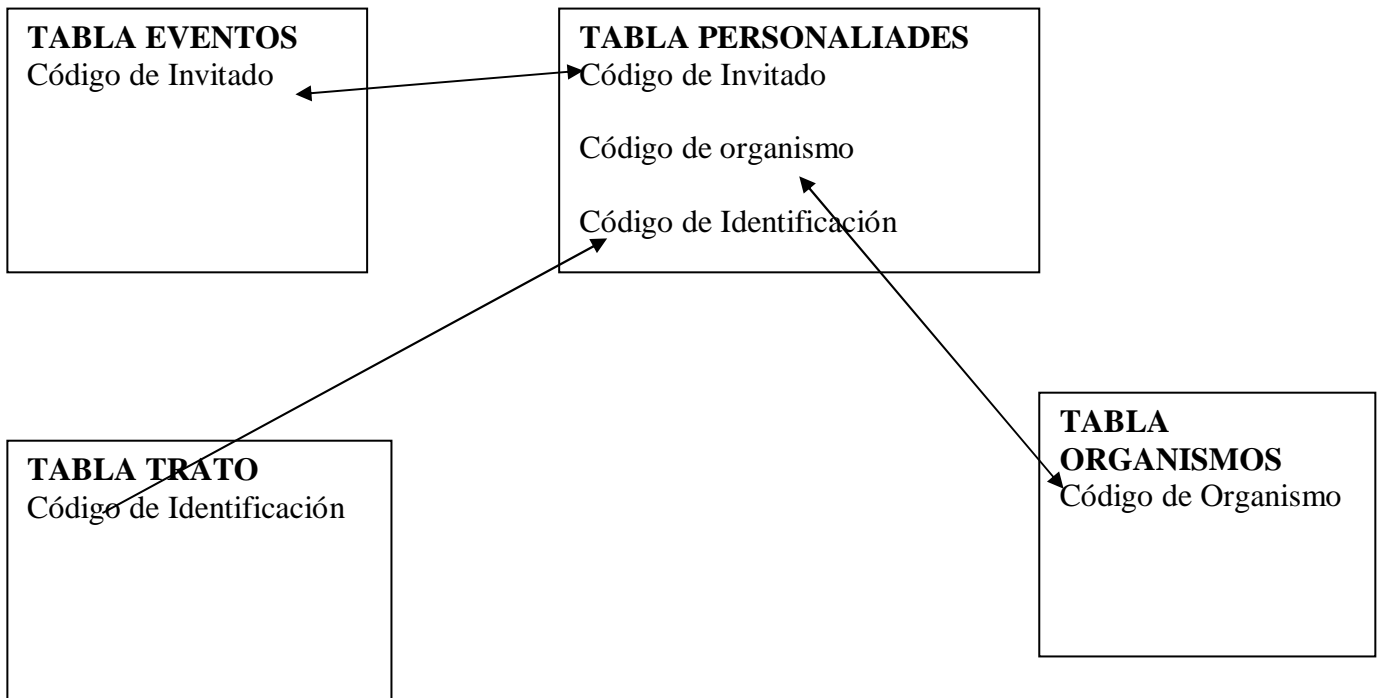 TABLA EVENTOS
Código de Invitado
TABLA PERSONALIADES
Código de Invitado
Código de organismo
Código de Identificación
TABLA TRATO
Código de Identificación
TABLA
ORGANISMOS
Código de Organismo